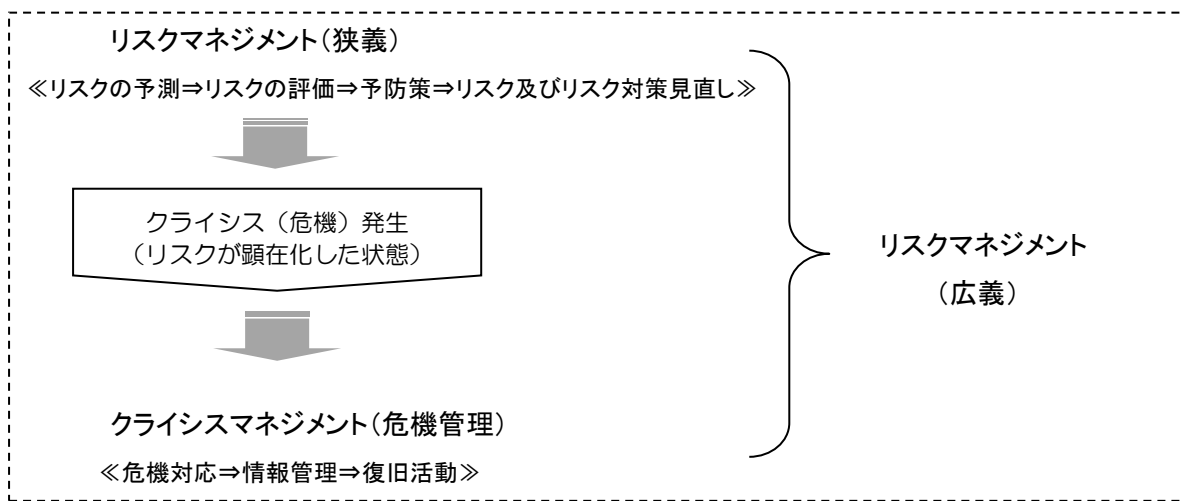 リスクマネジメント（狭義）
≪リスクの予測⇒リスクの評価⇒予防策⇒リスク及びリスク対策見直し≫
クライシス（危機）発生
（リスクが顕在化した状態）
リスクマネジメント
（広義）
クライシスマネジメント（危機管理）
≪危機対応⇒情報管理⇒復旧活動≫